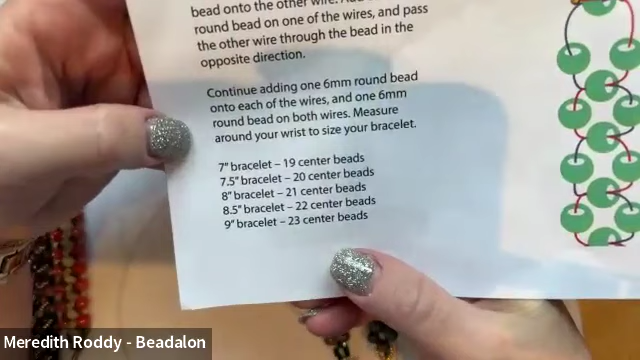 bead onto the other wire.
round bead on one of the wires, and pass
the other wire through the bead in the
opposite direction.
Continue adding one 6mm round bead
onto each of the wires, and one 6mm
round bead on both wires. Measure
around your wrist to size your bracelet.
7" bracelet – 19 center beads
7.5" bracelet – 20 center beads
8" bracelet – 21 center beads
8.5" bracelet – 22 center beads
9" bracelet – 23 center beads
Meredith Roddy - Beadalon